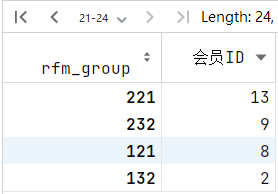 21-24 Length: 24,
rfm_group 会员ID
221 13
232 9
121 8
132 2